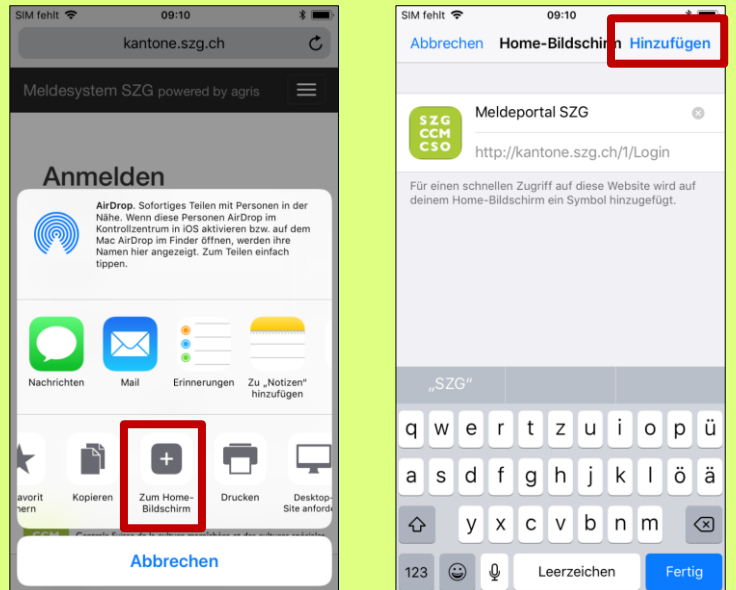 SIM fehlt 09:10
kantone.szg.ch
Meldesystem SZG powered by agris
Anmelden
AirDrop. Sofortiges Teilen mit Personen in der
Nähe. Wenn diese Personen AirDrop im
Kontrollzentrum in iOS aktivieren bzw. auf dem
Mac AirDrop im Finder öffnen, werden ihre
Namen hier angezeigt. Zum Teilen einfach
tippen.
Nachrichten Mail Erinnerungen Zu „Notizen“
hinzufügen
avorit Kopieren Zum Home- Drucken Desktop-
nern Bildschirm Site anforde
Abbrechen
SIM fehlt 09:10
Abbrechen Home-Bildschirm Hinzufügen
SZG
CCM
CSO
Meldeportal SZG
http://kantone.szg.ch/1/Login
Für einen schnellen Zugriff auf diese Website wird auf
deinem Home-Bildschirm ein Symbol hinzugefügt.
„SZG“
q w e r t z u i o p ü
a s d f g h j k l ö ä
y x c v b n m
123 Leerzeichen Fertig